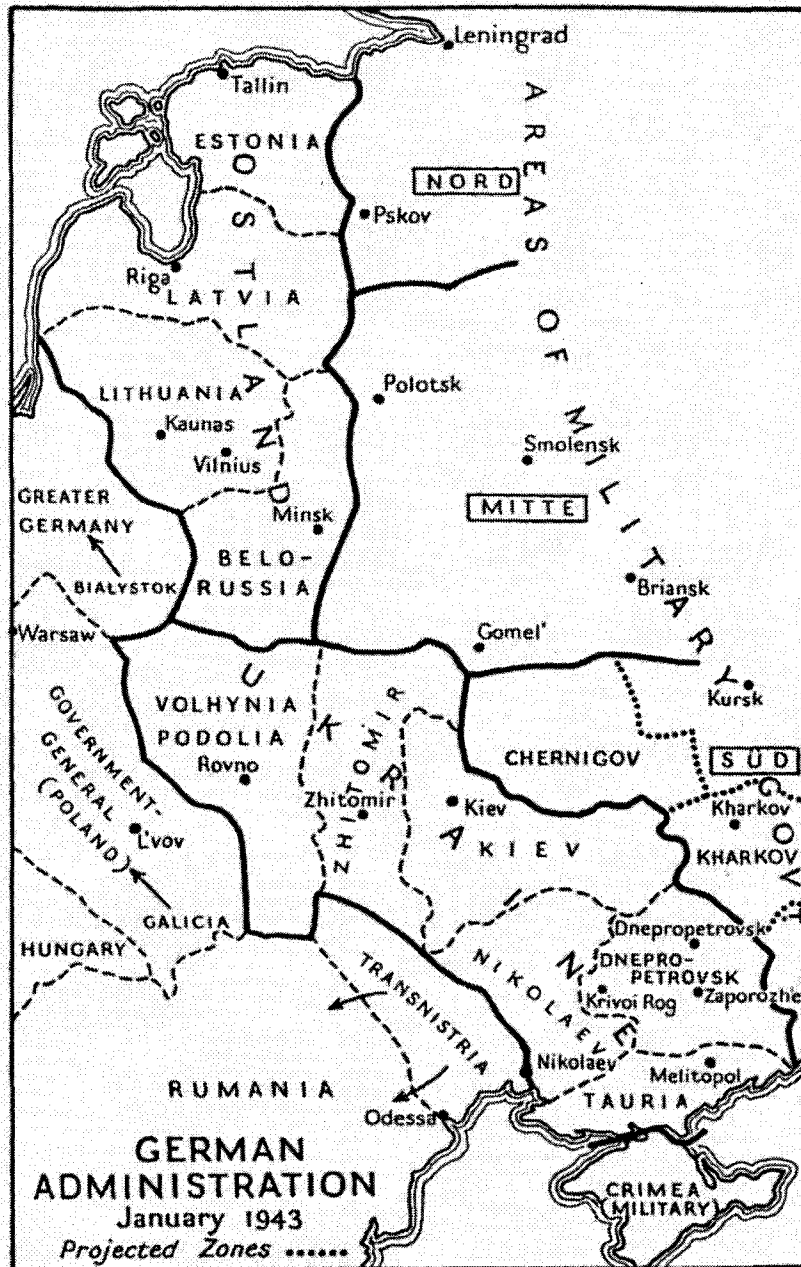 Leningrad
Tallin
ESTONIA
OSTLAND
NORD
Pskov
AREAS OF MILITARY GOVT
Riga
LATVIA
Polotsk
LITHUANIA
Kaunas
Vilnius
Smolensk
MITTE
GREATER
GERMANY
Minsk
BELO-
RUSSIA
BIAŁYSTOK
Briansk
Warsaw
Gomel'
Kursk
UKRAINE
VOLHYNIA
PODOLIA
Rovno
ZHITOMIR
Zhitomir
CHERNIGOV
SÜD
GOVERNMENT-
GENERAL
(POLAND)
L'vov
Kiev
KIEV
Kharkov
KHARKOV
GALICIA
HUNGARY
Dnepropetrovsk
DNEPRO-
PETROVSK
NIKOLAEV
Krivoi Rog
Zaporozhe
TRANSNISTRIA
Nikolaev
Melitopol
RUMANIA
TAURIA
Odessa
GERMAN
ADMINISTRATION
January 1943
Projected Zones
CRIMEA
(MILITARY)